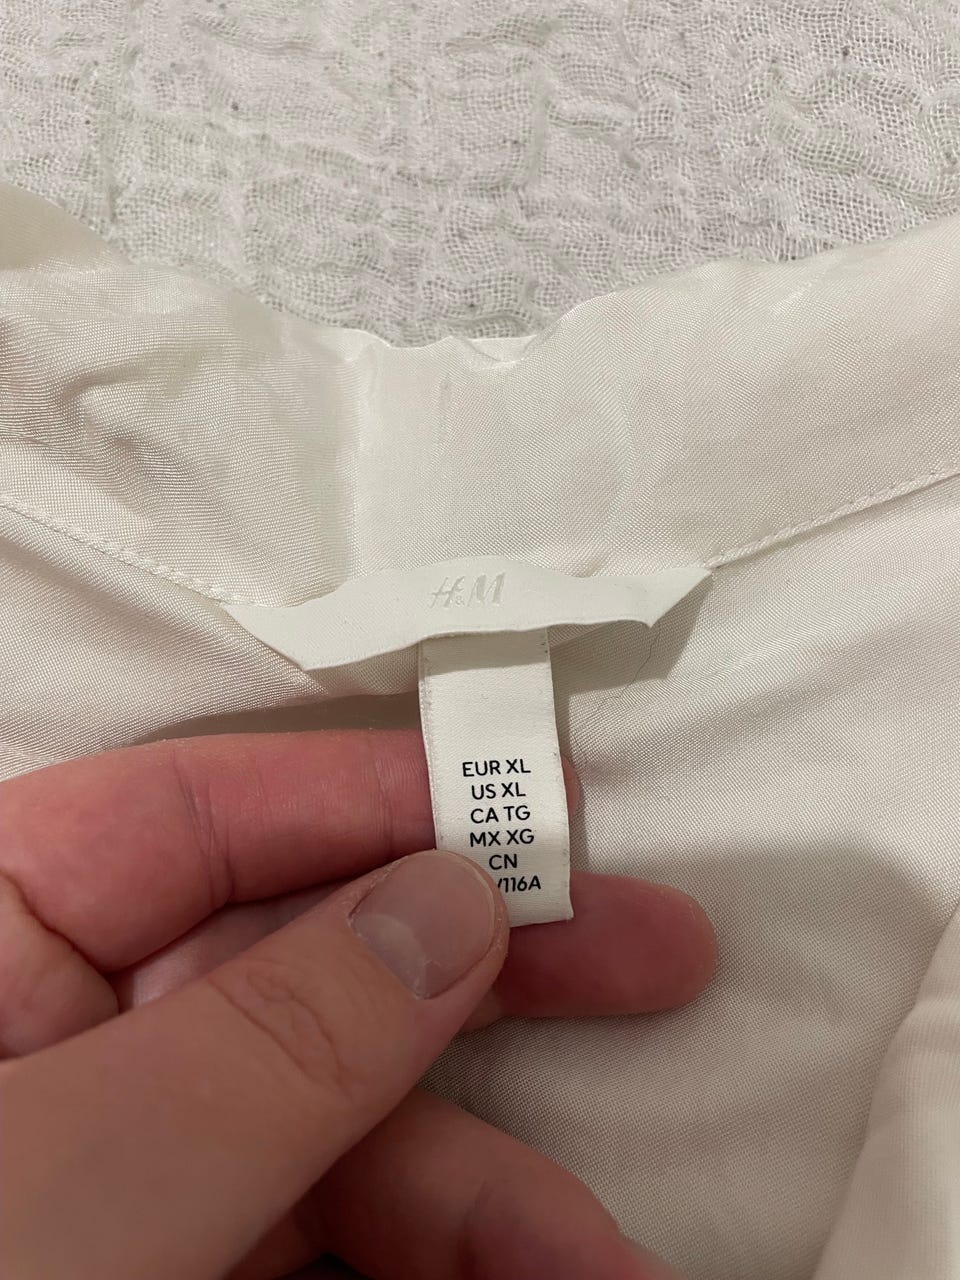 H&M
EUR XL
US XL
CA TG
MX XG
CN
/116A